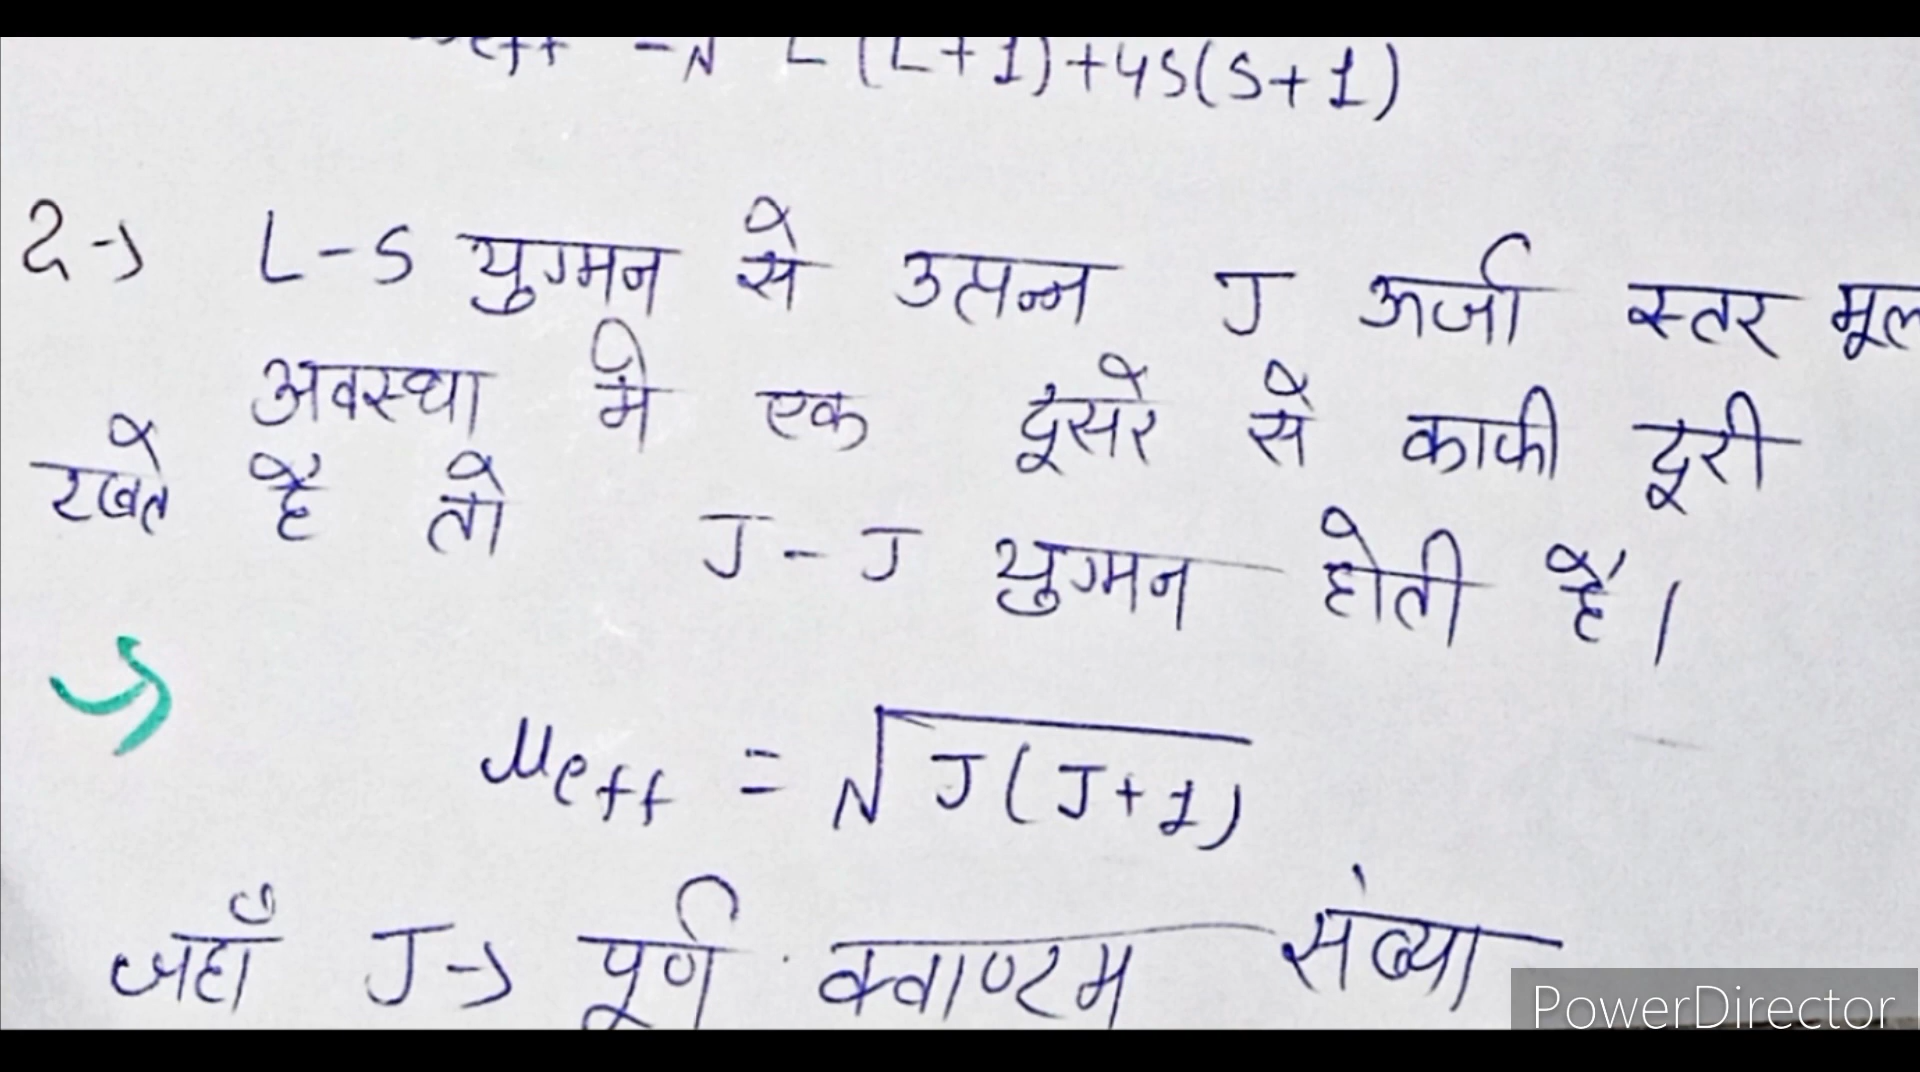 μeff = √L(L+1)+4S(S+1)
2→ L-S युग्मन से उत्पन्न J ऊर्जा स्तर मूल
अवस्था मे एक दूसरे से काफी दूरी
रखते है तो J-J युग्मन होती है।
μeff = √J(J+1)
जहाँ J→ पूर्ण क्वाण्टम संख्या
PowerDirector